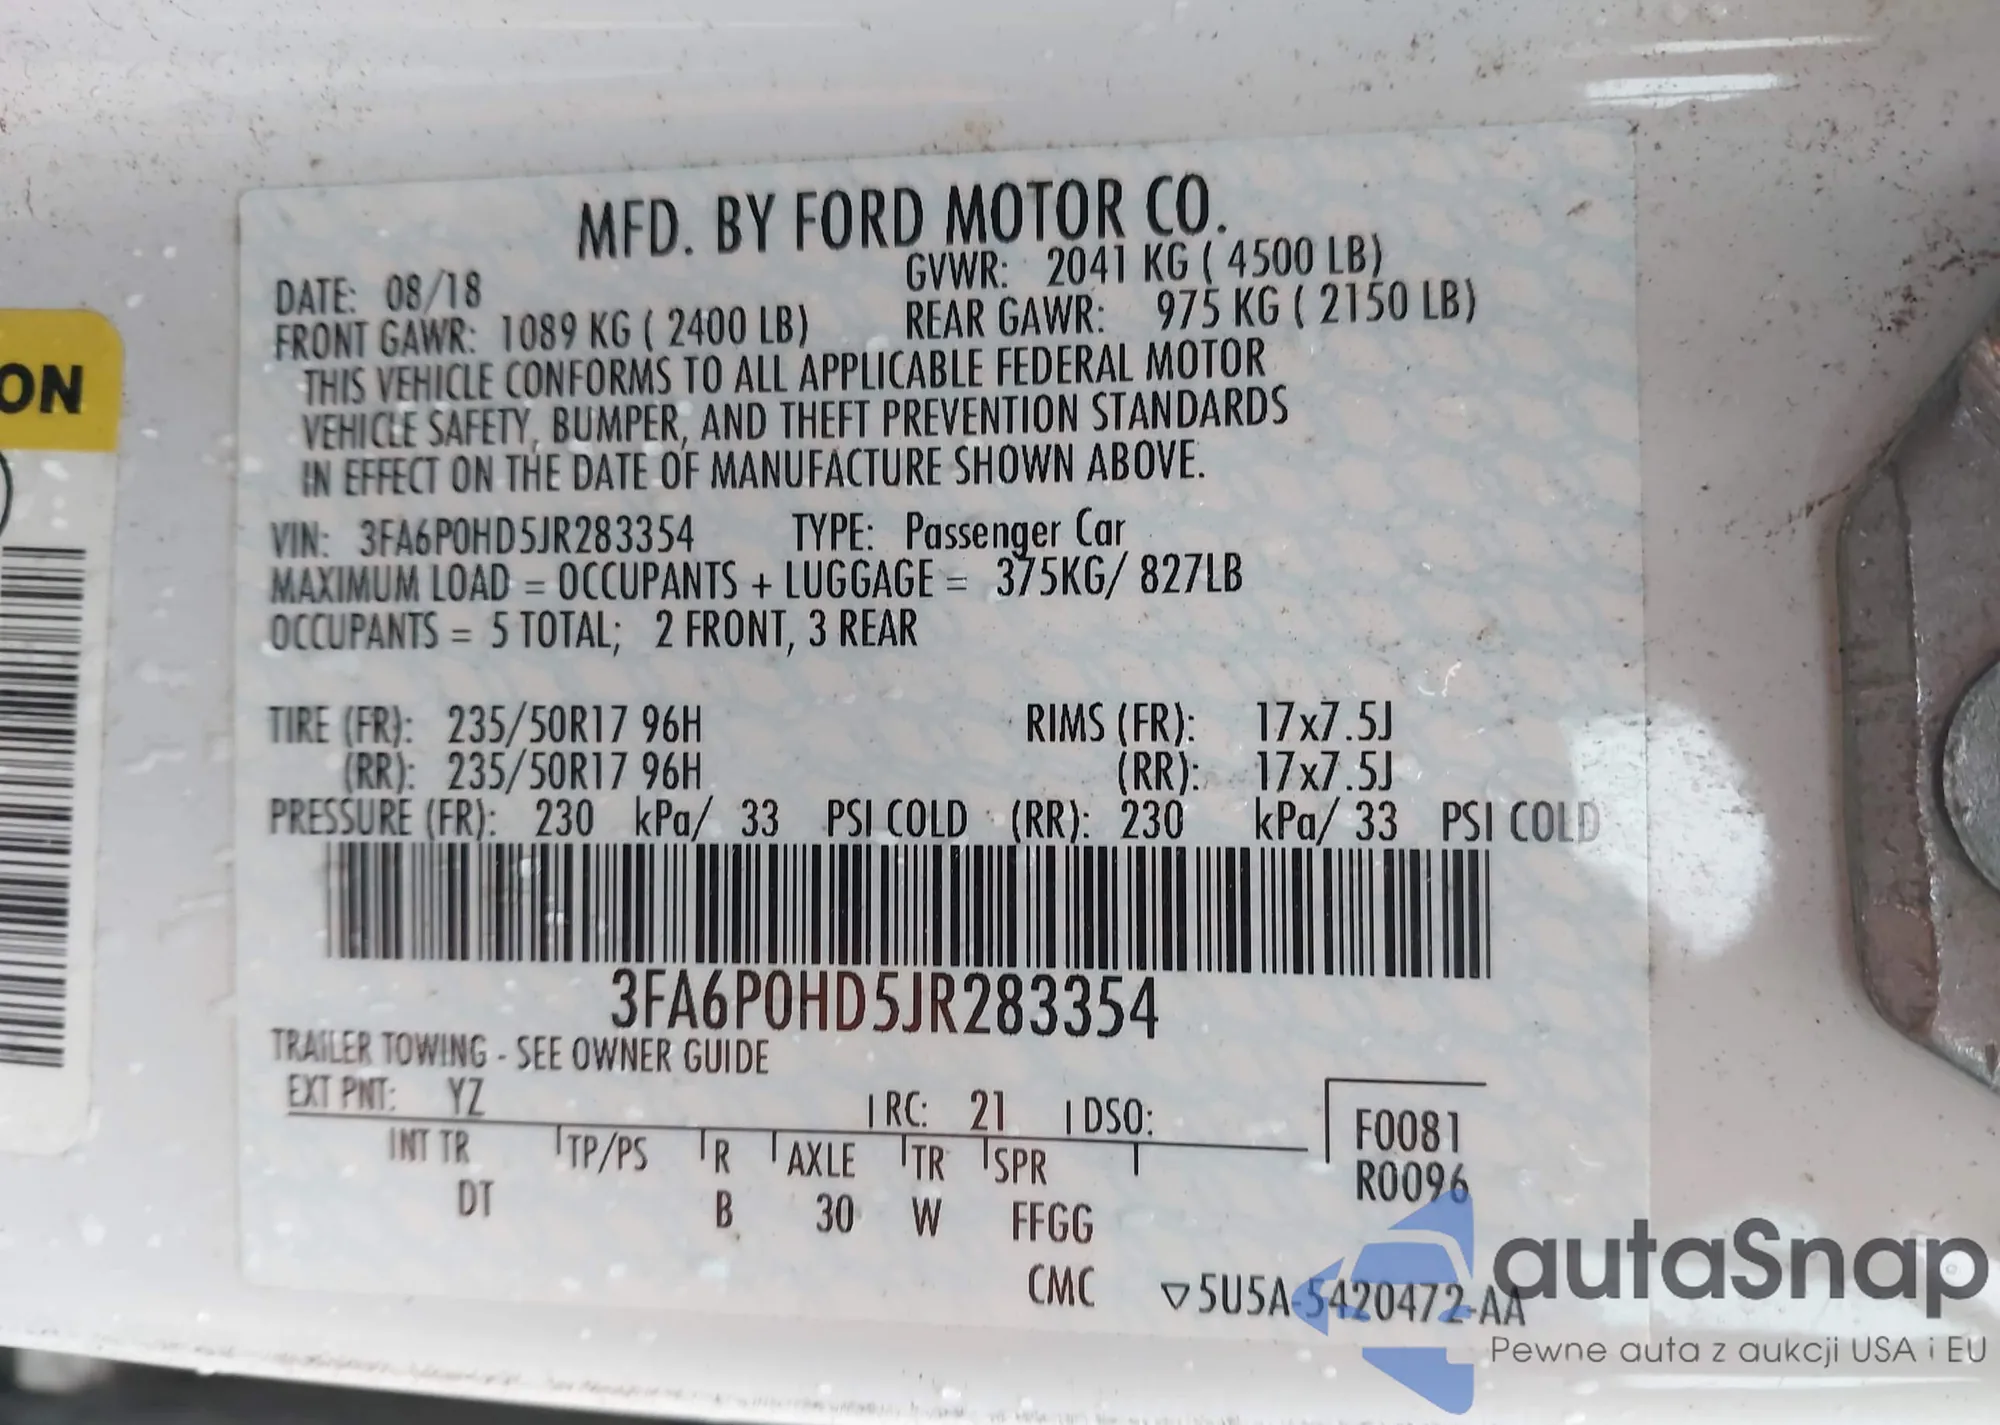 ON
MFD. BY FORD MOTOR CO.
DATE: 08/18 GVWR: 2041 KG ( 4500 LB)
FRONT GAWR: 1089 KG ( 2400 LB) REAR GAWR: 975 KG ( 2150 LB)
THIS VEHICLE CONFORMS TO ALL APPLICABLE FEDERAL MOTOR
VEHICLE SAFETY, BUMPER, AND THEFT PREVENTION STANDARDS
IN EFFECT ON THE DATE OF MANUFACTURE SHOWN ABOVE.
VIN: 3FA6P0HD5JR283354 TYPE: Passenger Car
MAXIMUM LOAD = OCCUPANTS + LUGGAGE = 375KG/ 827LB
OCCUPANTS = 5 TOTAL; 2 FRONT, 3 REAR
TIRE (FR): 235/50R17 96H RIMS (FR): 17x7.5J
(RR): 235/50R17 96H (RR): 17x7.5J
PRESSURE (FR): 230 kPa/ 33 PSI COLD (RR): 230 kPa/ 33 PSI COLD
3FA6P0HD5JR283354
TRAILER TOWING - SEE OWNER GUIDE
EXT PNT: YZ RC: 21 DSO:
F0081
R0096
INT TR TP/PS R AXLE TR SPR
DT B 30 W FFGG
CMC ▽5U5A-5420472-AA
autaSnap
Pewne auta z aukcji USA i EU